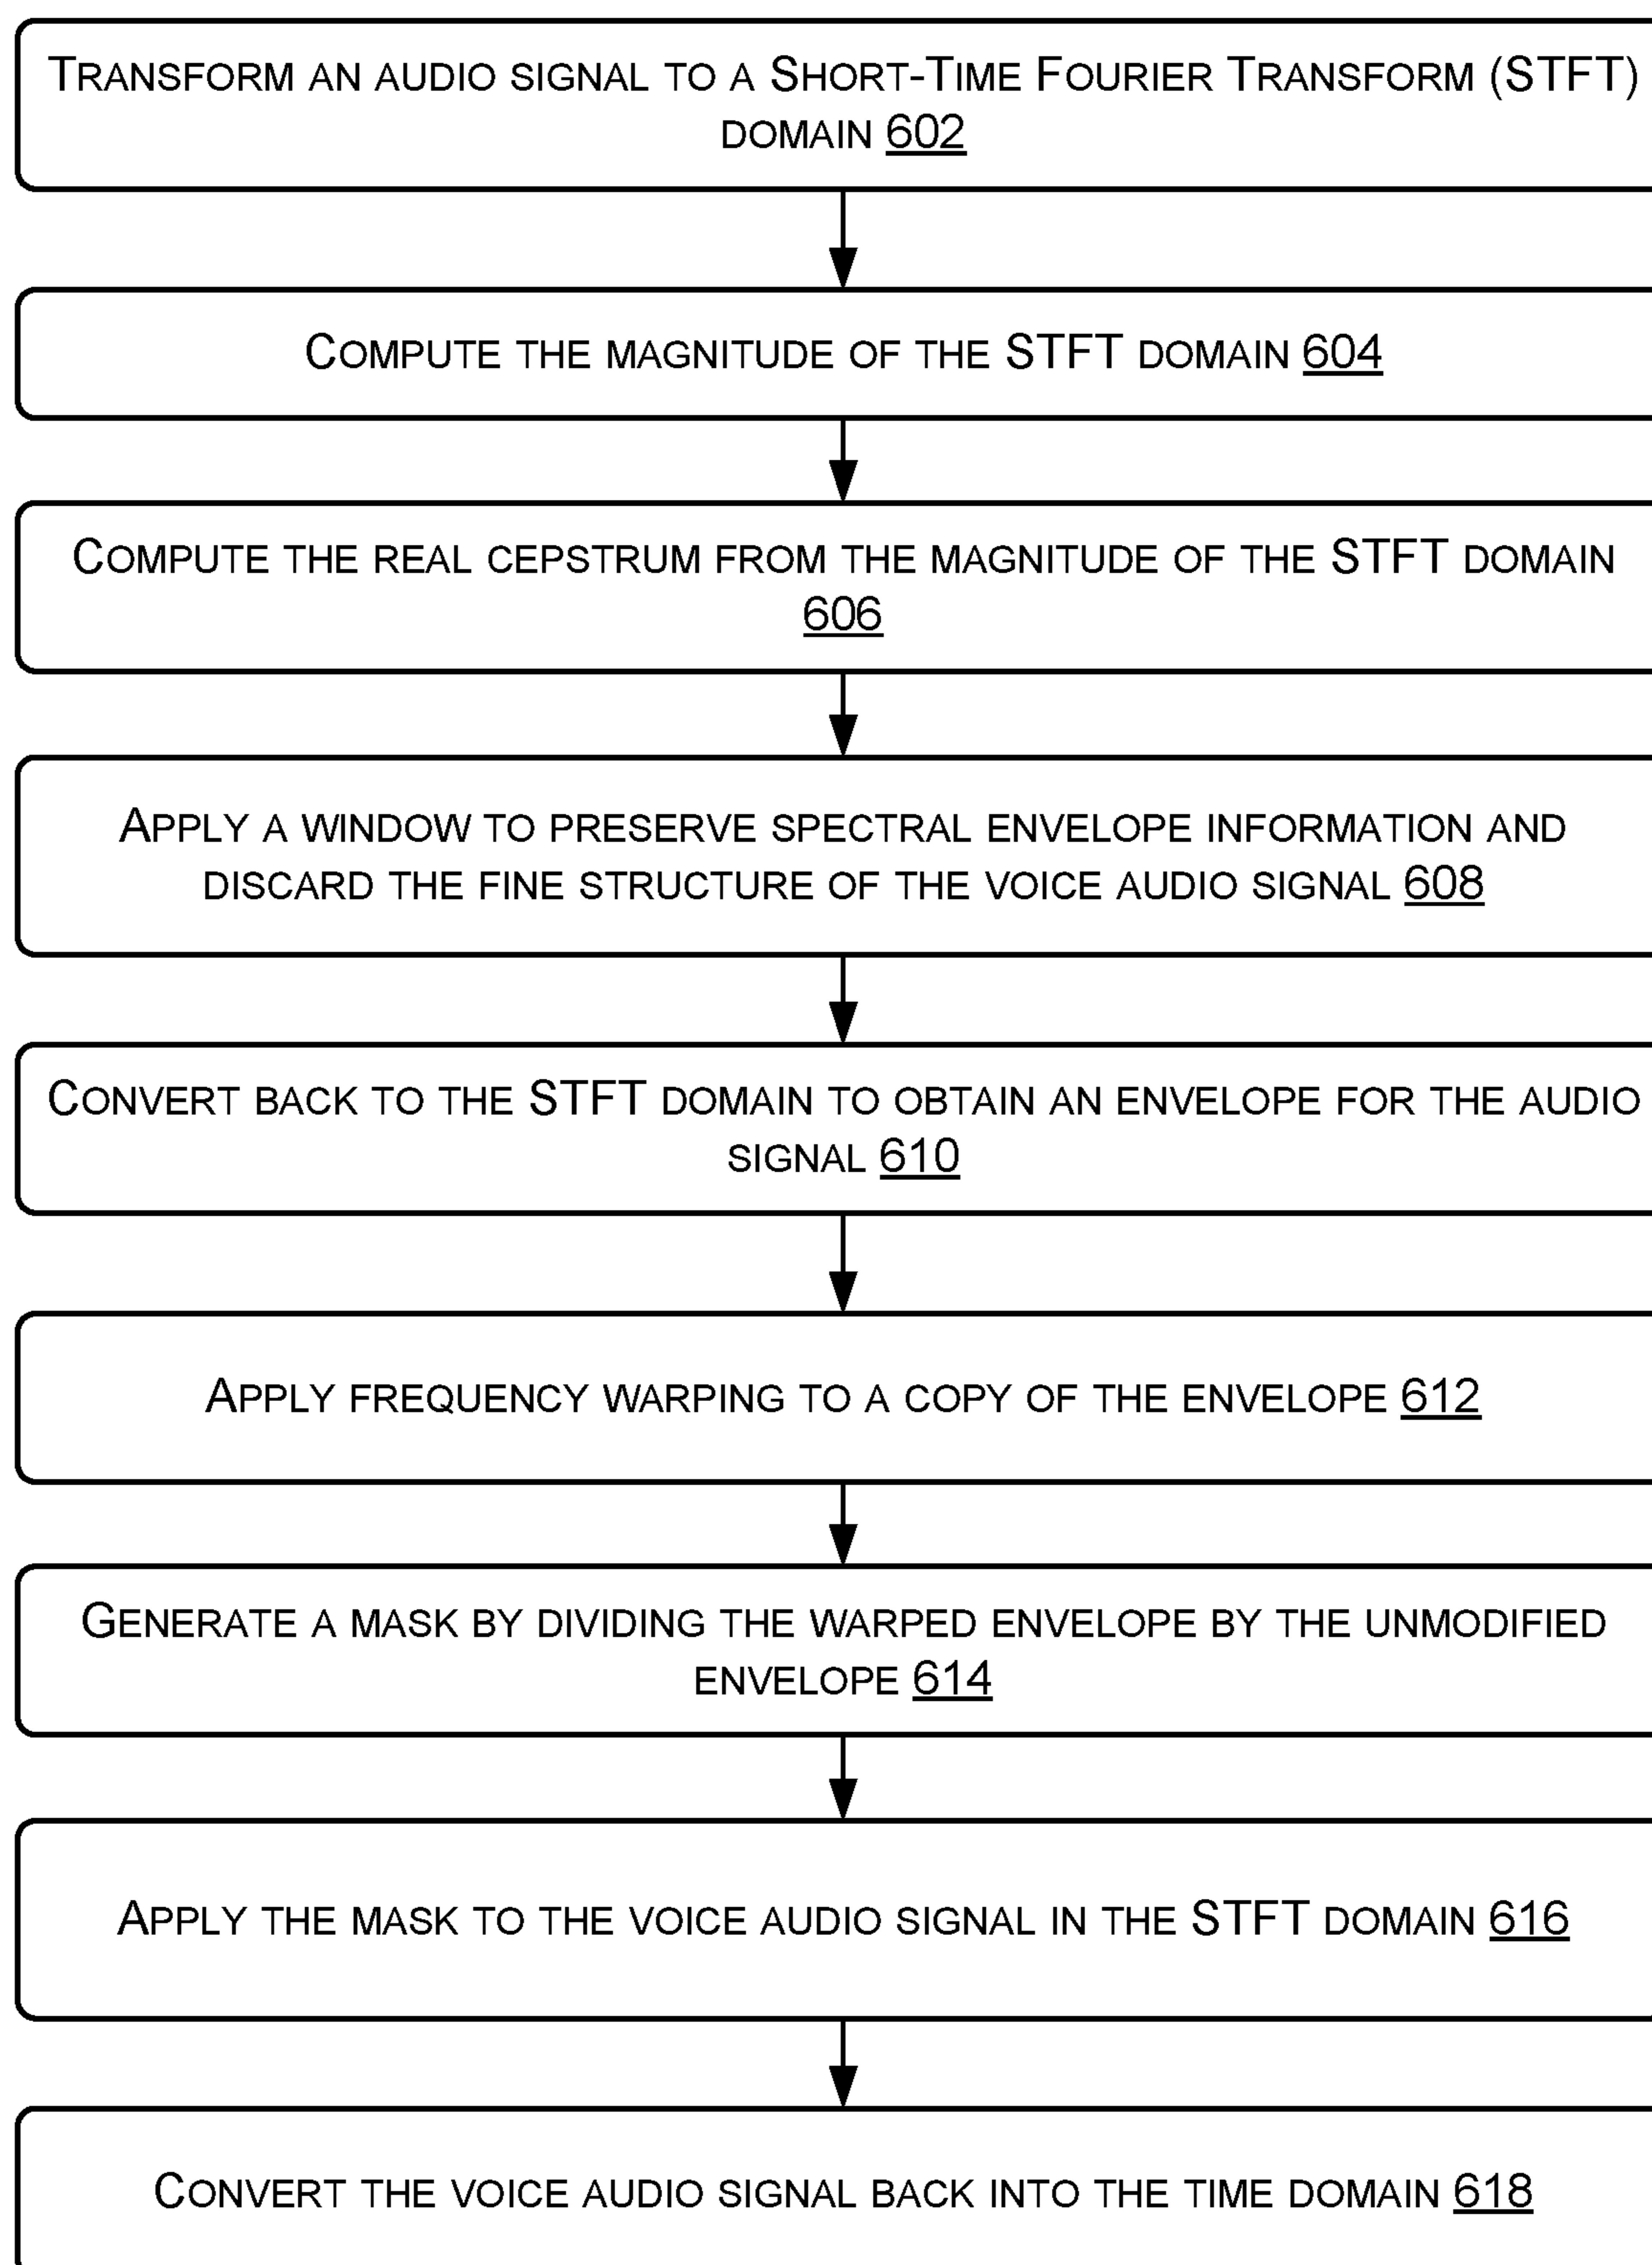 TRANSFORM AN AUDIO SIGNAL TO A SHORT-TIME FOURIER TRANSFORM (STFT)
DOMAIN 602
COMPUTE THE MAGNITUDE OF THE STFT DOMAIN 604
COMPUTE THE REAL CEPSTRUM FROM THE MAGNITUDE OF THE STFT DOMAIN
606
APPLY A WINDOW TO PRESERVE SPECTRAL ENVELOPE INFORMATION AND
DISCARD THE FINE STRUCTURE OF THE VOICE AUDIO SIGNAL 608
CONVERT BACK TO THE STFT DOMAIN TO OBTAIN AN ENVELOPE FOR THE AUDIO
SIGNAL 610
APPLY FREQUENCY WARPING TO A COPY OF THE ENVELOPE 612
GENERATE A MASK BY DIVIDING THE WARPED ENVELOPE BY THE UNMODIFIED
ENVELOPE 614
APPLY THE MASK TO THE VOICE AUDIO SIGNAL IN THE STFT DOMAIN 616
CONVERT THE VOICE AUDIO SIGNAL BACK INTO THE TIME DOMAIN 618